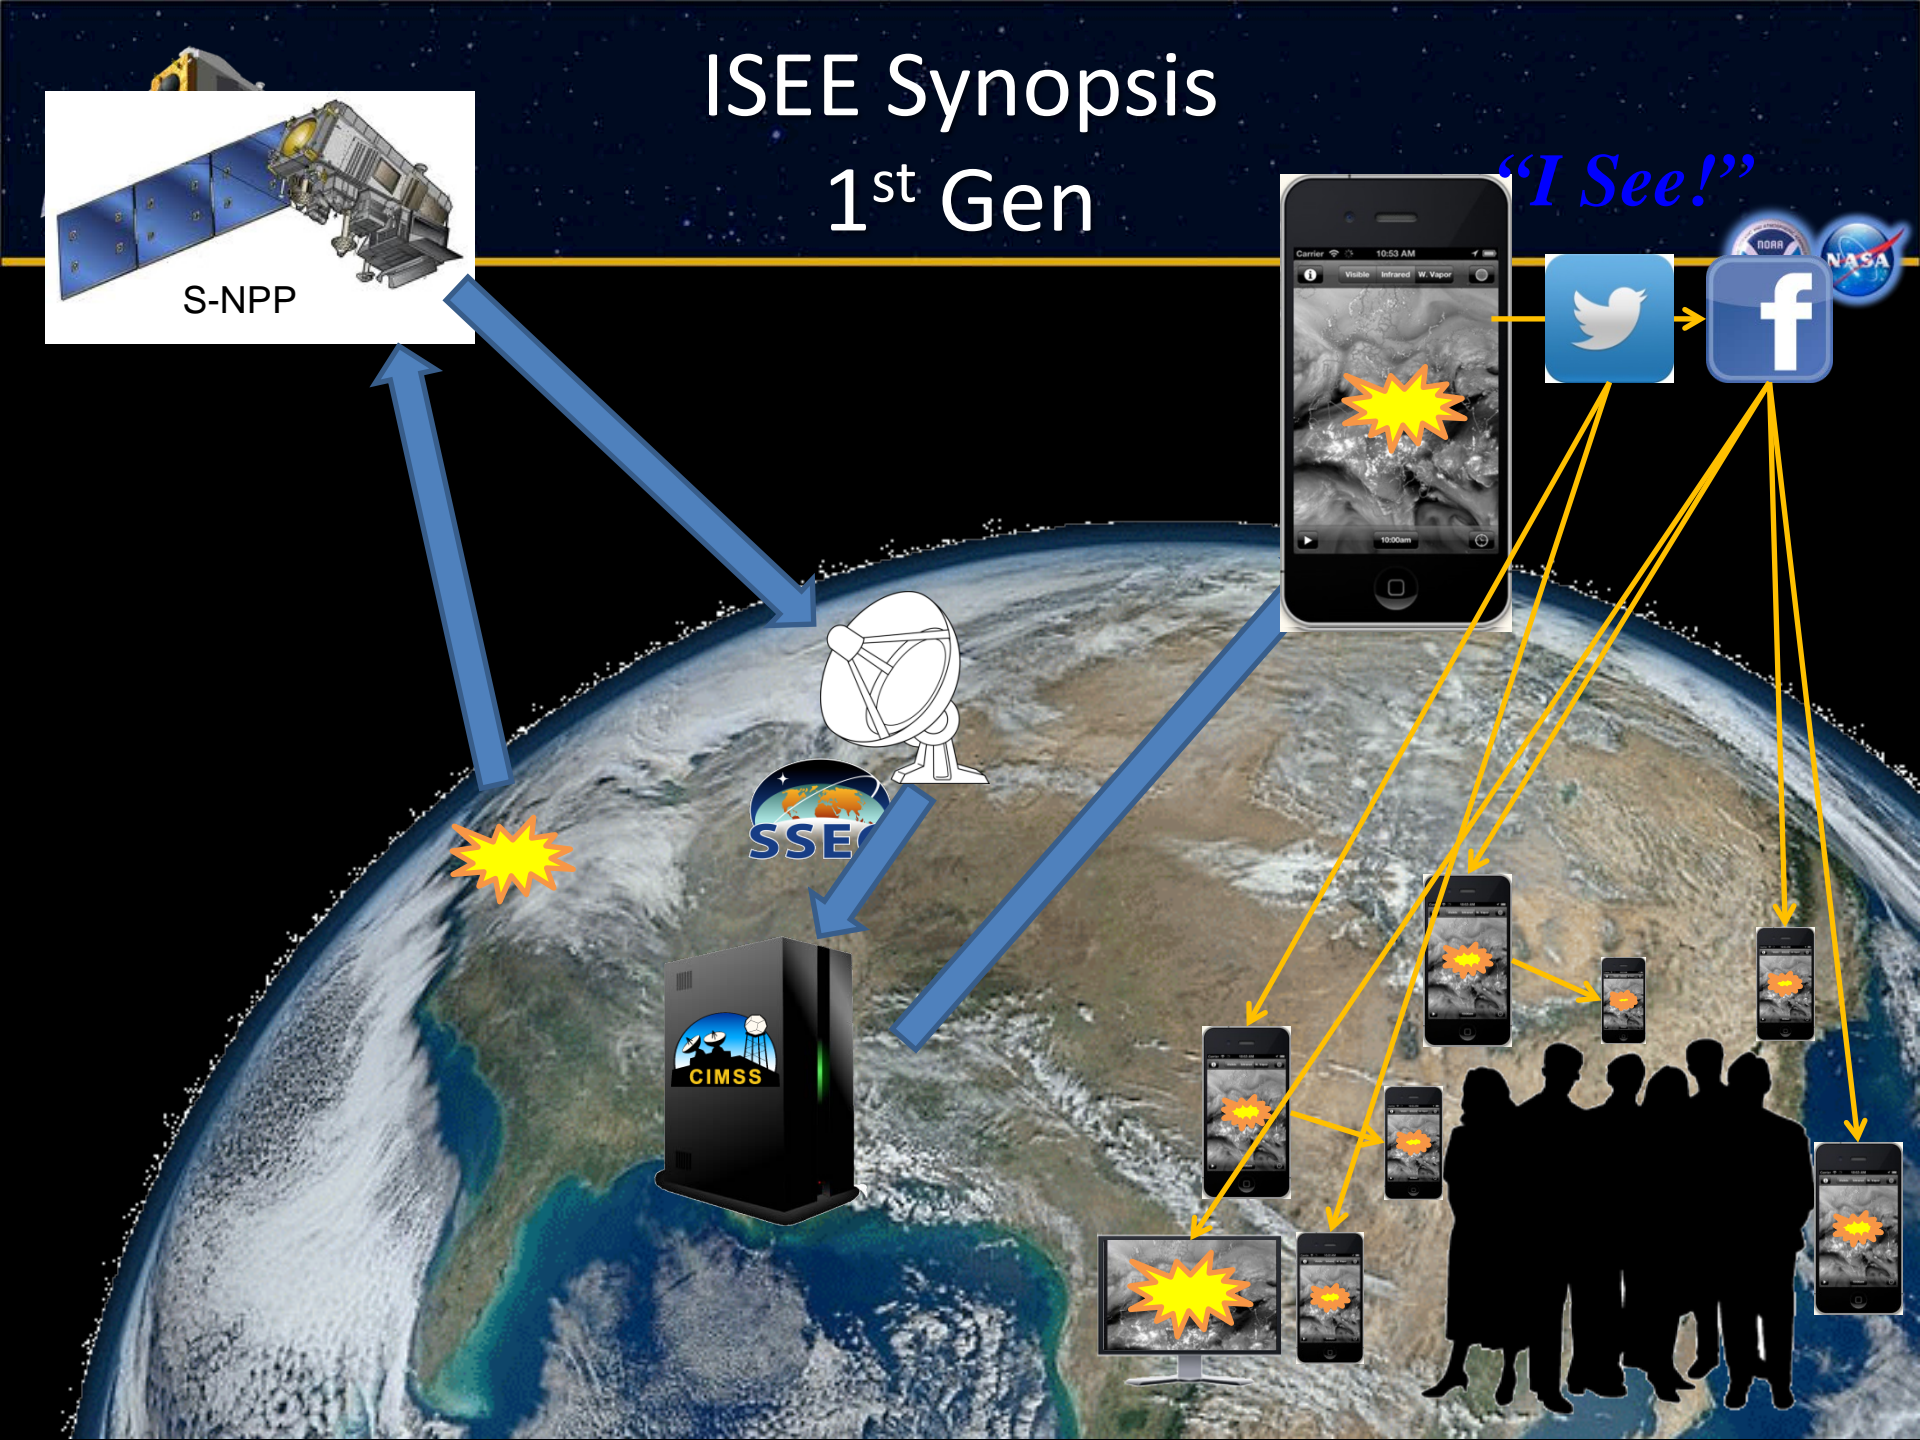 ISEE Synopsis
1st Gen
“I See!”
NOAA
NASA
S-NPP
Carrier 10:53 AM
Visible Infrared W. Vapor
10:00am
SSEC
CIMSS